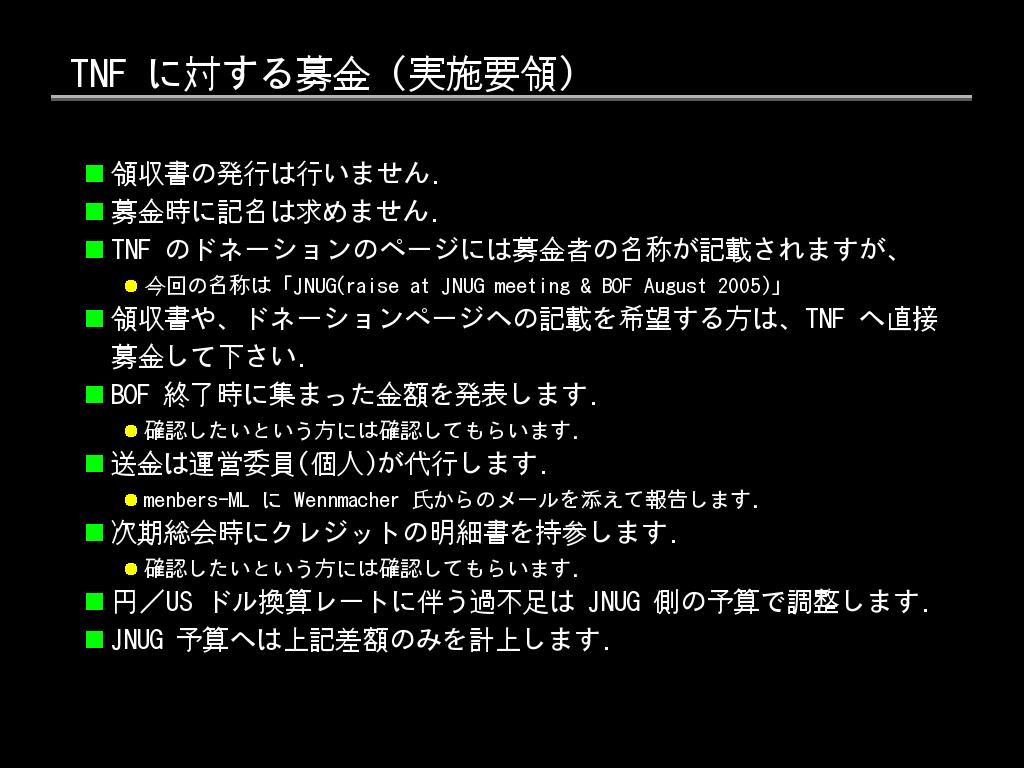 TNF に対する募金 (実施要領)
領収書の発行は行いません.
募金時に記名は求めません.
TNF のドネーションのページには募金者の名称が記載されますが、
今回の名称は「JNUG(raise at JNUG meeting & BOF August 2005)」
領収書や、ドネーションページへの記載を希望する方は、TNF へ直接
募金して下さい.
BOF 終了時に集まった金額を発表します.
確認したいという方には確認してもらいます.
送金は運営委員(個人)が代行します.
menbers-ML に Wennmacher 氏からのメールを添えて報告します.
次期総会時にクレジットの明細書を持参します.
確認したいという方には確認してもらいます.
円／US ドル換算レートに伴う過不足は JNUG 側の予算で調整します.
JNUG 予算へは上記差額のみを計上します.